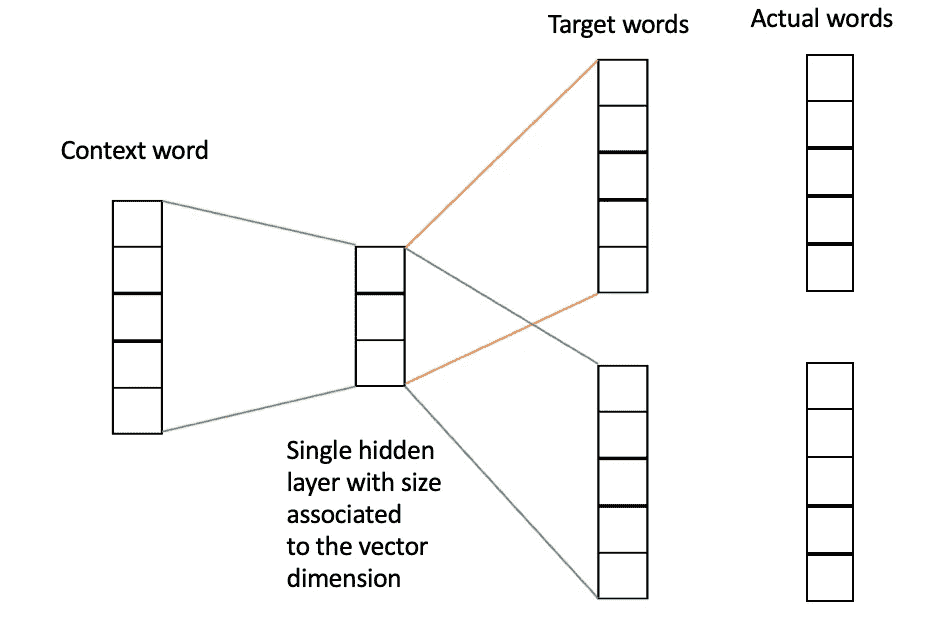 Target words
Actual words
Context word
Single hidden
layer with size
associated
to the vector
dimension